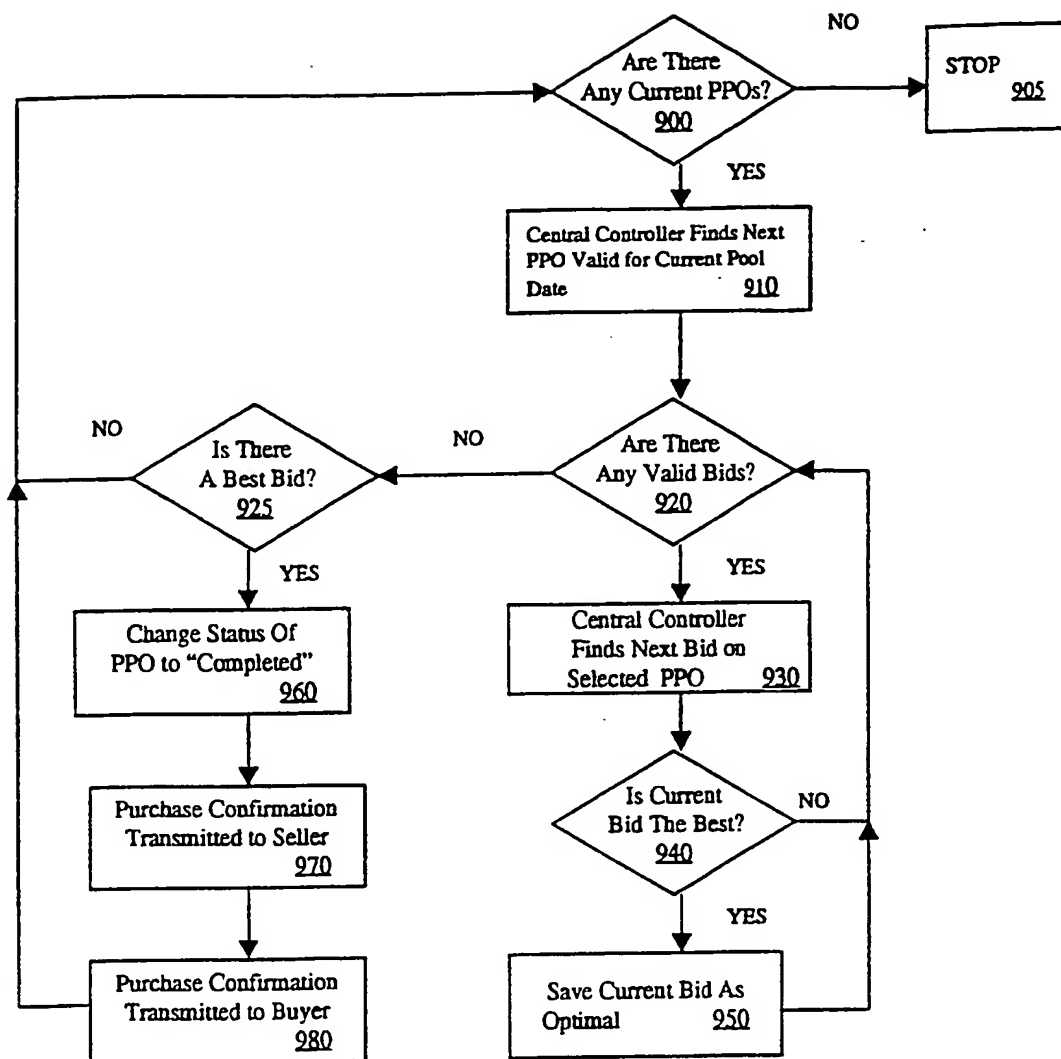 NO
Are There
Any Current PPOs?
900
STOP
905
YES
Central Controller Finds Next
PPO Valid for Current Pool
Date 910
NO
Is There
A Best Bid?
925
NO
Are There
Any Valid Bids?
920
YES
YES
Change Status Of
PPO to “Completed”
960
Central Controller
Finds Next Bid on
Selected PPO 930
Purchase Confirmation
Transmitted to Seller
970
Is Current
Bid The Best?
940
NO
YES
Purchase Confirmation
Transmitted to Buyer
980
Save Current Bid As
Optimal 950